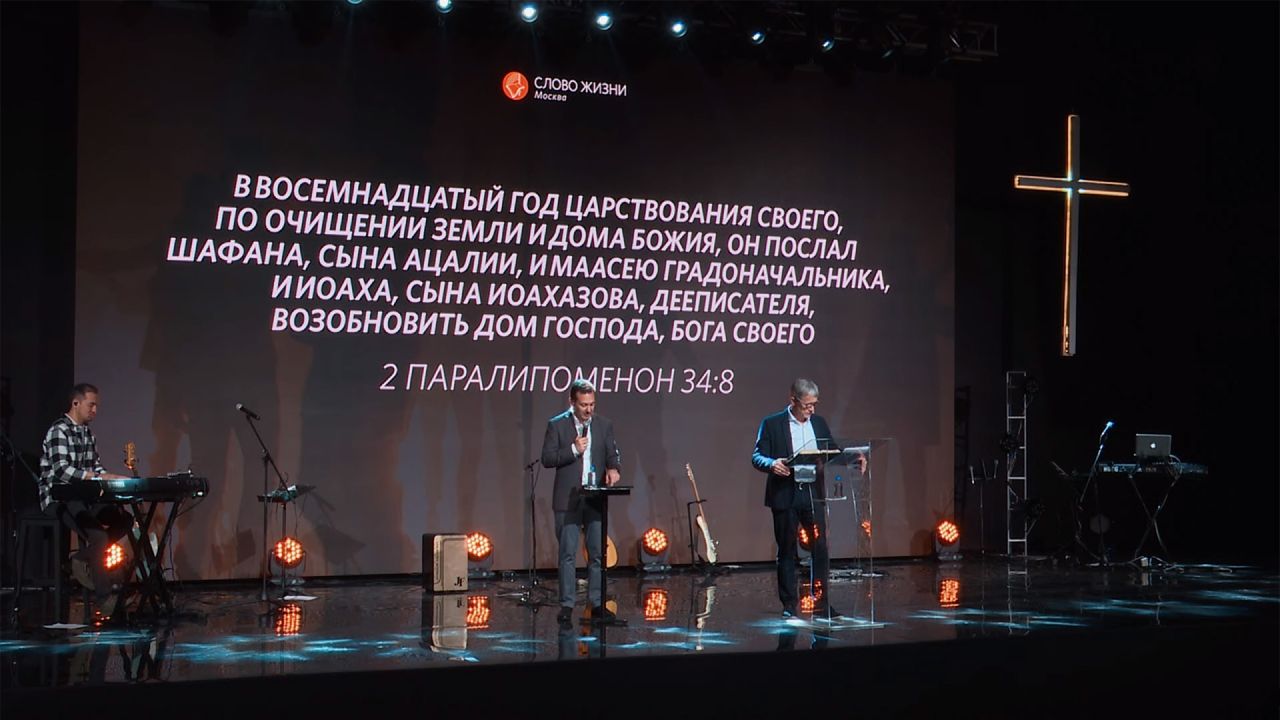 СЛОВО ЖИЗНИ
Москва
В ВОСЕМНАДЦАТЫЙ ГОД ЦАРСТВОВАНИЯ СВОЕГО,
ПО ОЧИЩЕНИИ ЗЕМЛИ И ДОМА БОЖИЯ, ОН ПОСЛАЛ
ШАФАНА, СЫНА АЦАЛИИ, И МААСЕЮ ГРАДОНАЧАЛЬНИКА,
И ИОАХА, СЫНА ИОАХАЗОВА, ДЕЕПИСАТЕЛЯ,
ВОЗОБНОВИТЬ ДОМ ГОСПОДА, БОГА СВОЕГО
2 ПАРАЛИПОМЕНОН 34:8
JF